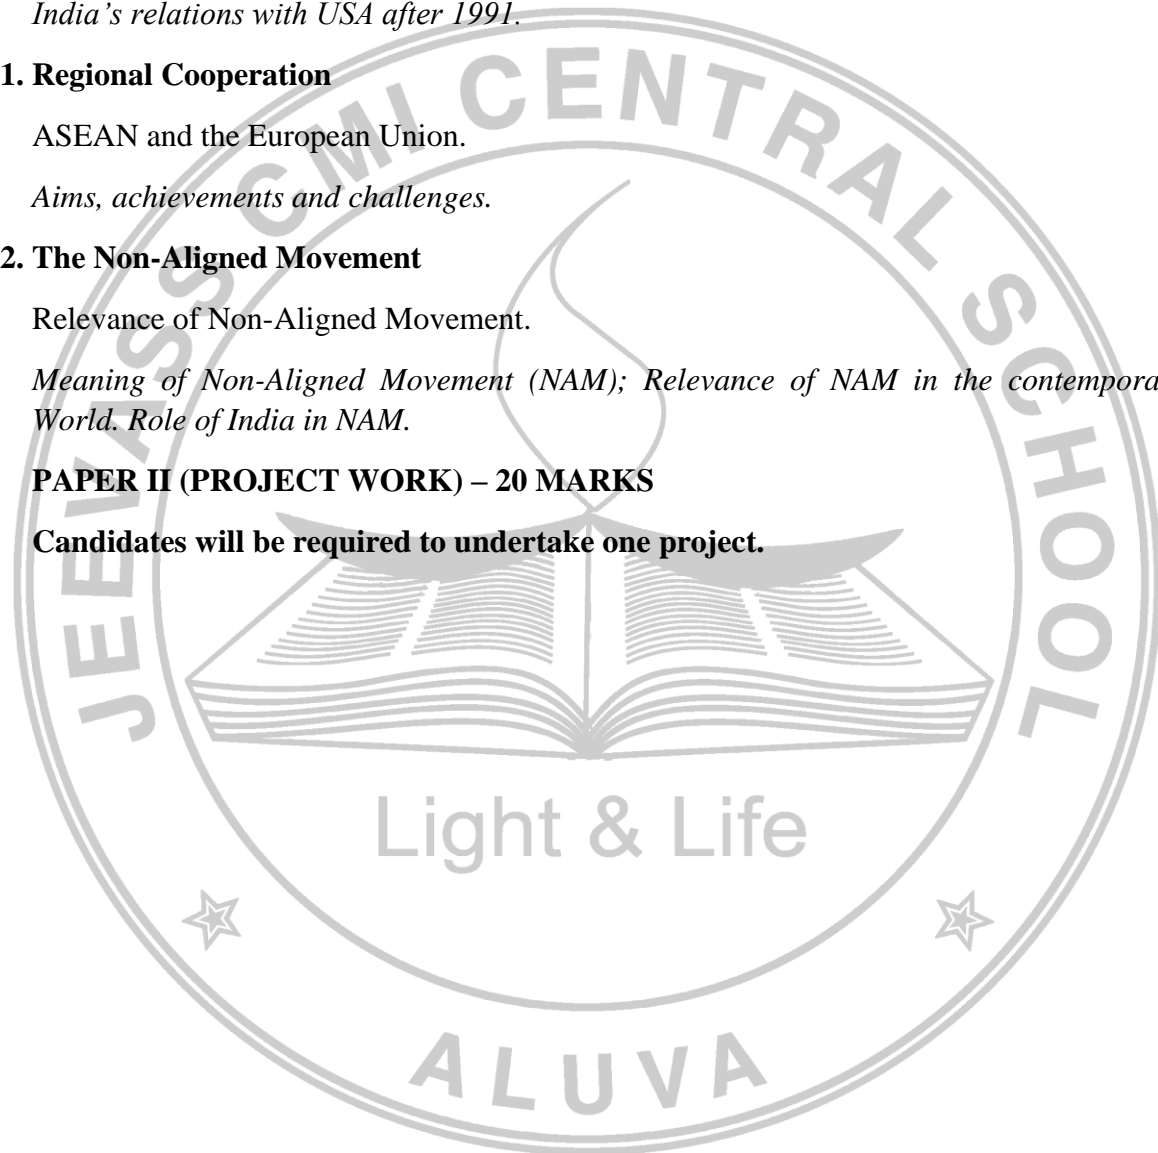 India’s relations with USA after 1991.
1. Regional Cooperation
ASEAN and the European Union.
Aims, achievements and challenges.
2. The Non-Aligned Movement
Relevance of Non-Aligned Movement.
Meaning of Non-Aligned Movement (NAM); Relevance of NAM in the contempora
World. Role of India in NAM.
PAPER II (PROJECT WORK) – 20 MARKS
Candidates will be required to undertake one project.
JEEVASS CMI CENTRAL SCHOOL
Light & Life
ALUVA